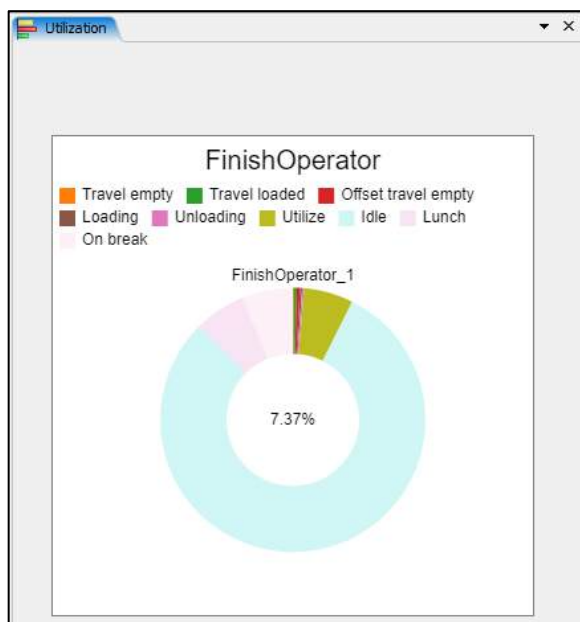 Utilization
FinishOperator
Travel empty Travel loaded Offset travel empty
Loading Unloading Utilize Idle Lunch
On break
FinishOperator_1
7.37%